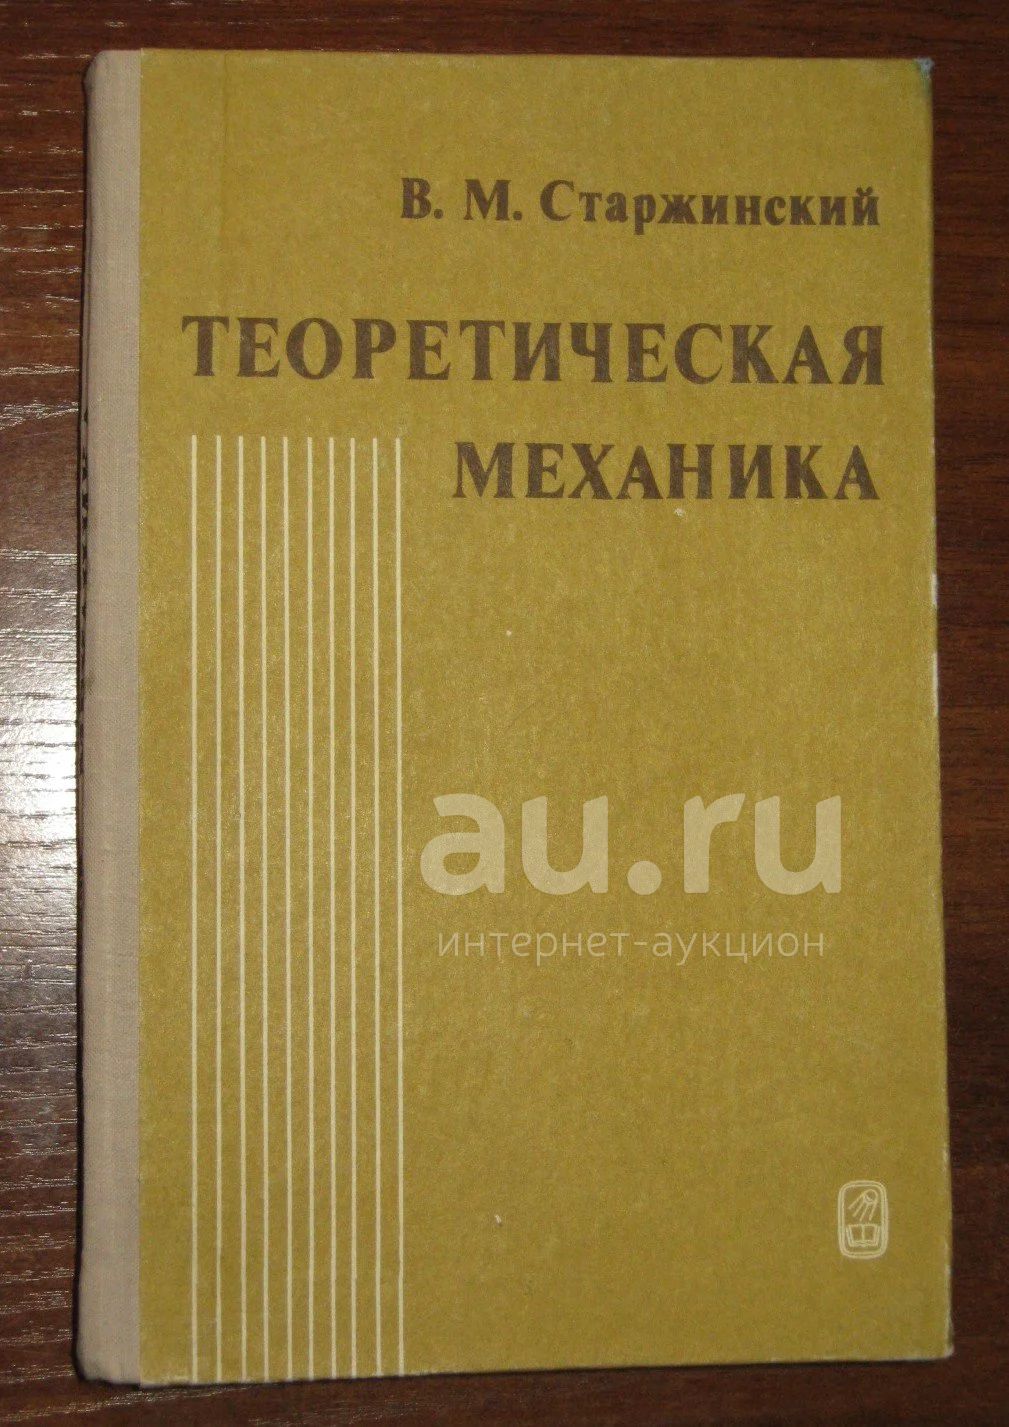 В. М. Старжинский
ТЕОРЕТИЧЕСКАЯ
МЕХАНИКА
au.ru
интернет-аукцион